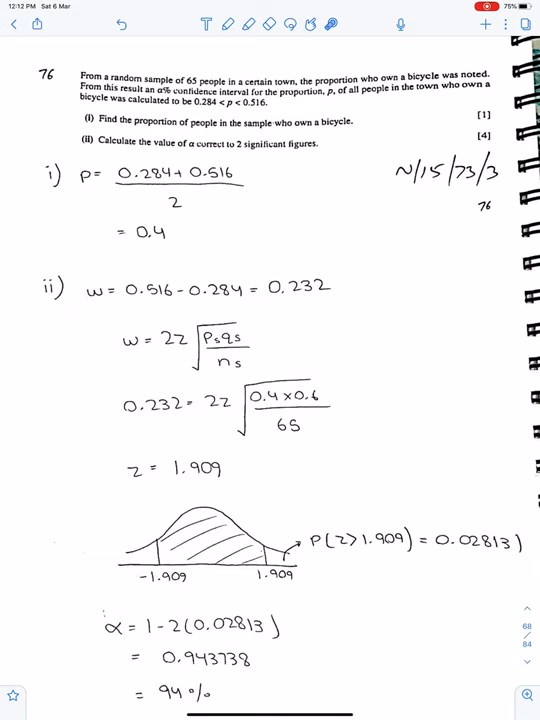 12:12 PM Sat 6 Mar
75%
76
From a random sample of 65 people in a certain town, the proportion who own a bicycle was noted.
From this result an α% confidence interval for the proportion, p, of all people in the town who own a
bicycle was calculated to be 0.284 < p < 0.516.
(i) Find the proportion of people in the sample who own a bicycle. [1]
(ii) Calculate the value of α correct to 2 significant figures. [4]
N/15/73/3
76
i) P= 0.284+0.516
2
= 0.4
ii) w = 0.516-0.284 = 0.232
w = 2z √ Psqs
ns
0.232= 2z √ 0.4x0.6
65
z = 1.909
P(z>1.909) = 0.02813)
-1.909 1.909
α = 1-2(0.02813)
= 0.943738
= 94%
68
/
84